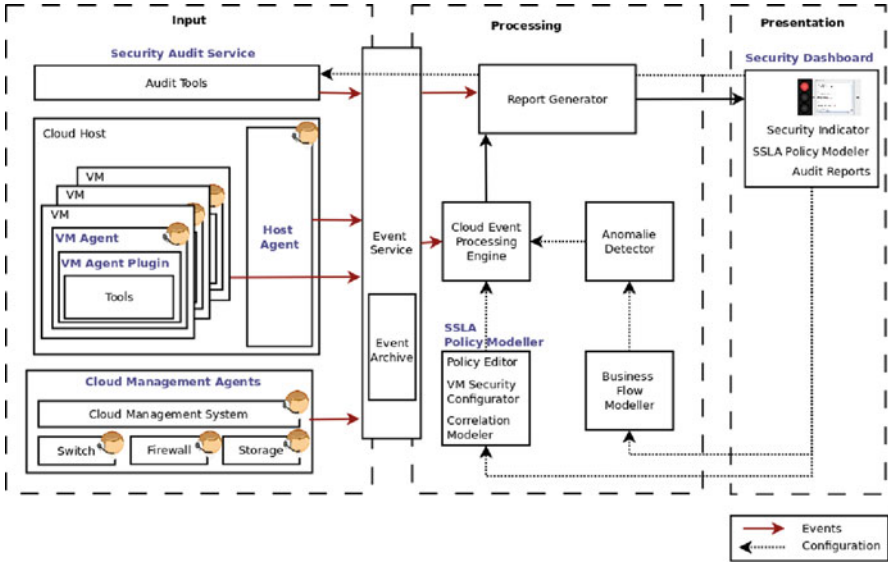 Input
Processing
Presentation
Security Audit Service
Audit Tools
Cloud Host
VM
VM
VM
VM Agent
VM Agent Plugin
Tools
Host
Agent
Cloud Management Agents
Cloud Management System
Switch
Firewall
Storage
Event
Service
Event
Archive
Report Generator
Cloud Event
Processing
Engine
Anomalie
Detector
SSLA
Policy Modeller
Policy Editor
VM Security
Configurator
Correlation
Modeler
Business
Flow
Modeller
Security Dashboard
Security Indicator
SSLA Policy Modeler
Audit Reports
Events
Configuration